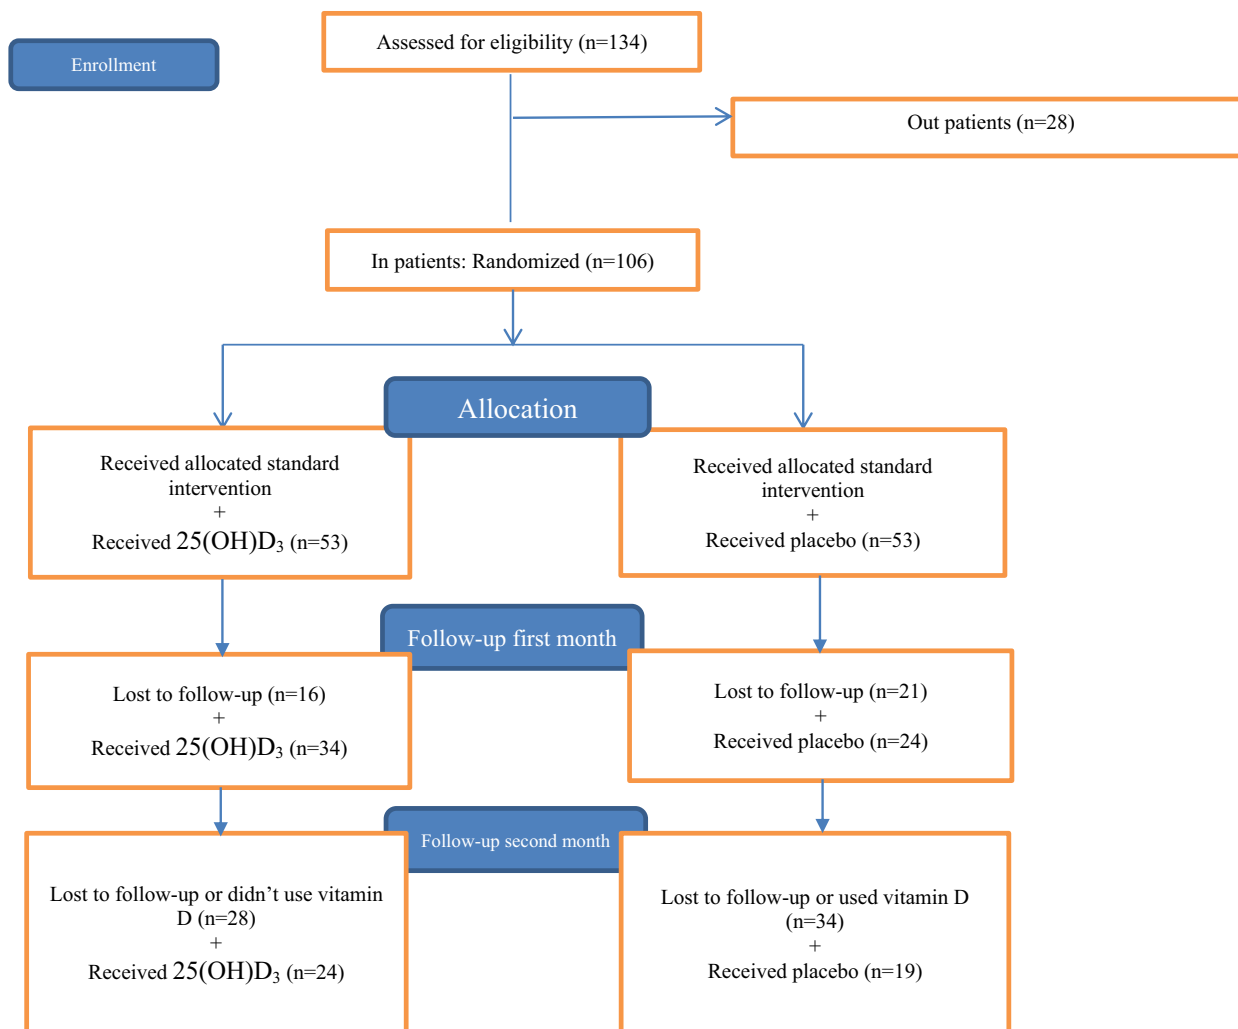 Assessed for eligibility (n=134)
Enrollment
Out patients (n=28)
In patients: Randomized (n=106)
Allocation
Received allocated standard
intervention
+
Received 25(OH)D₃ (n=53)
Received allocated standard
intervention
+
Received placebo (n=53)
Follow-up first month
Lost to follow-up (n=16)
+
Received 25(OH)D₃ (n=34)
Lost to follow-up (n=21)
+
Received placebo (n=24)
Follow-up second month
Lost to follow-up or didn’t use vitamin
D (n=28)
+
Received 25(OH)D₃ (n=24)
Lost to follow-up or used vitamin D
(n=34)
+
Received placebo (n=19)